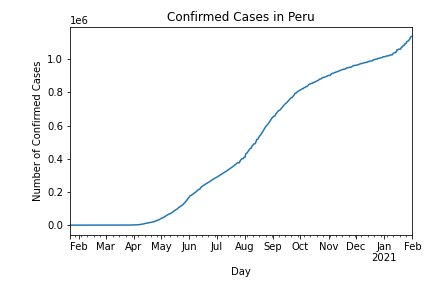 Confirmed Cases in Peru
1e6
Number of Confirmed Cases
1.0
0.8
0.6
0.4
0.2
0.0
Feb Mar Apr May Jun Jul Aug Sep Oct Nov Dec Jan Feb
2021
Day